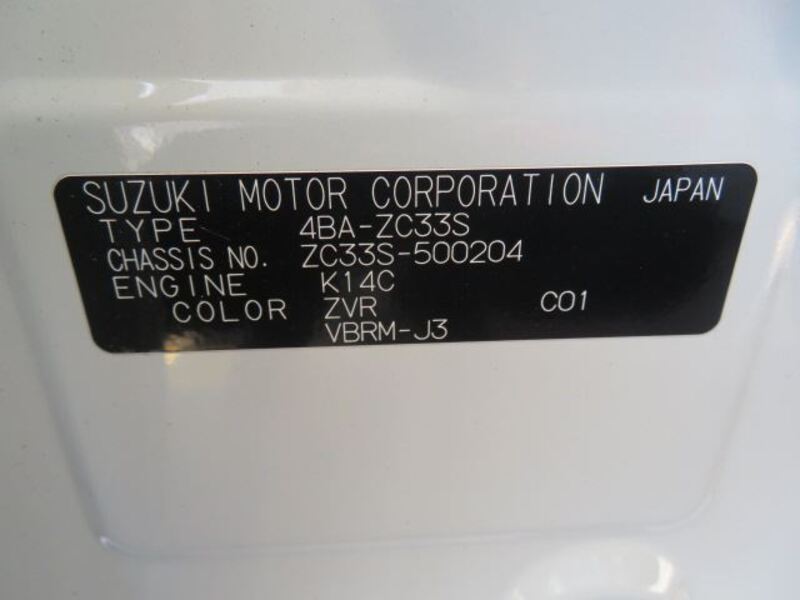 SUZUKI MOTOR CORPORATION JAPAN
TYPE 4BA-ZC33S
CHASSIS NO. ZC33S-500204
ENGINE K14C
COLOR ZVR C01
VBRM-J3